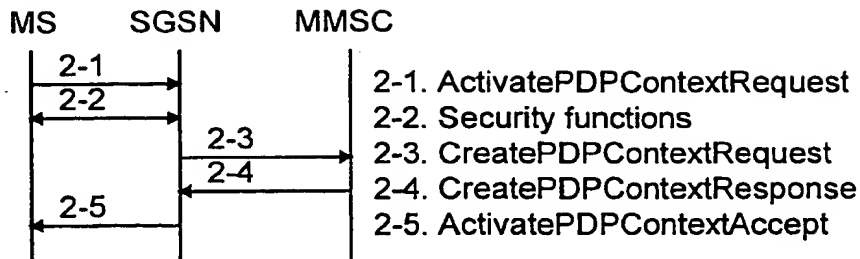 MS SGSN MMSC
2-1
2-2
2-3
2-4
2-5
2-1. ActivatePDPContextRequest
2-2. Security functions
2-3. CreatePDPContextRequest
2-4. CreatePDPContextResponse
2-5. ActivatePDPContextAccept